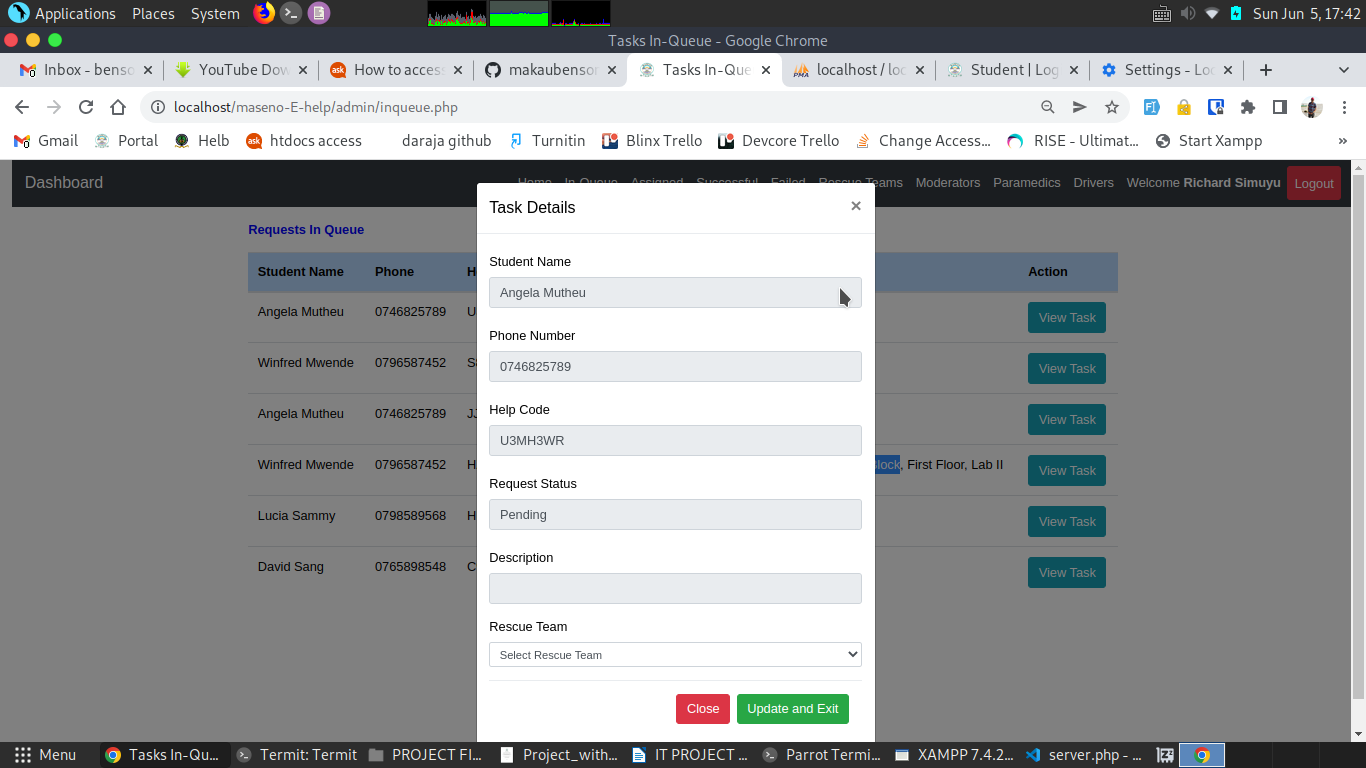 Applications Places System Sun Jun 5, 17:42
Tasks In-Queue - Google Chrome
Inbox - benso YouTube Dow How to access makaubenson Tasks In-Que localhost / loc Student | Log Settings - Loc
localhost/maseno-E-help/admin/inqueue.php
Gmail Portal Helb htdocs access daraja github Turnitin Blinx Trello Devcore Trello Change Access... RISE - Ultimat... Start Xampp »
Dashboard Home In-Queue Assigned Successful Failed Rescue Teams Moderators Paramedics Drivers Welcome Richard Simuyu Logout
Requests In Queue
Student Name Phone Action
Angela Mutheu 0746825789 View Task
Winfred Mwende 0796587452 View Task
Angela Mutheu 0746825789 View Task
Winfred Mwende 0796587452 Block, First Floor, Lab II View Task
Lucia Sammy 0798589568 View Task
David Sang 0765898548 View Task
Task Details ×
Student Name
Angela Mutheu
Phone Number
0746825789
Help Code
U3MH3WR
Request Status
Pending
Description
Rescue Team
Select Rescue Team
Close Update and Exit
Menu Tasks In-Qu... Termit: Termit PROJECT FI... Project_with... IT PROJECT ... Parrot Termi... XAMPP 7.4.2... server.php - ...